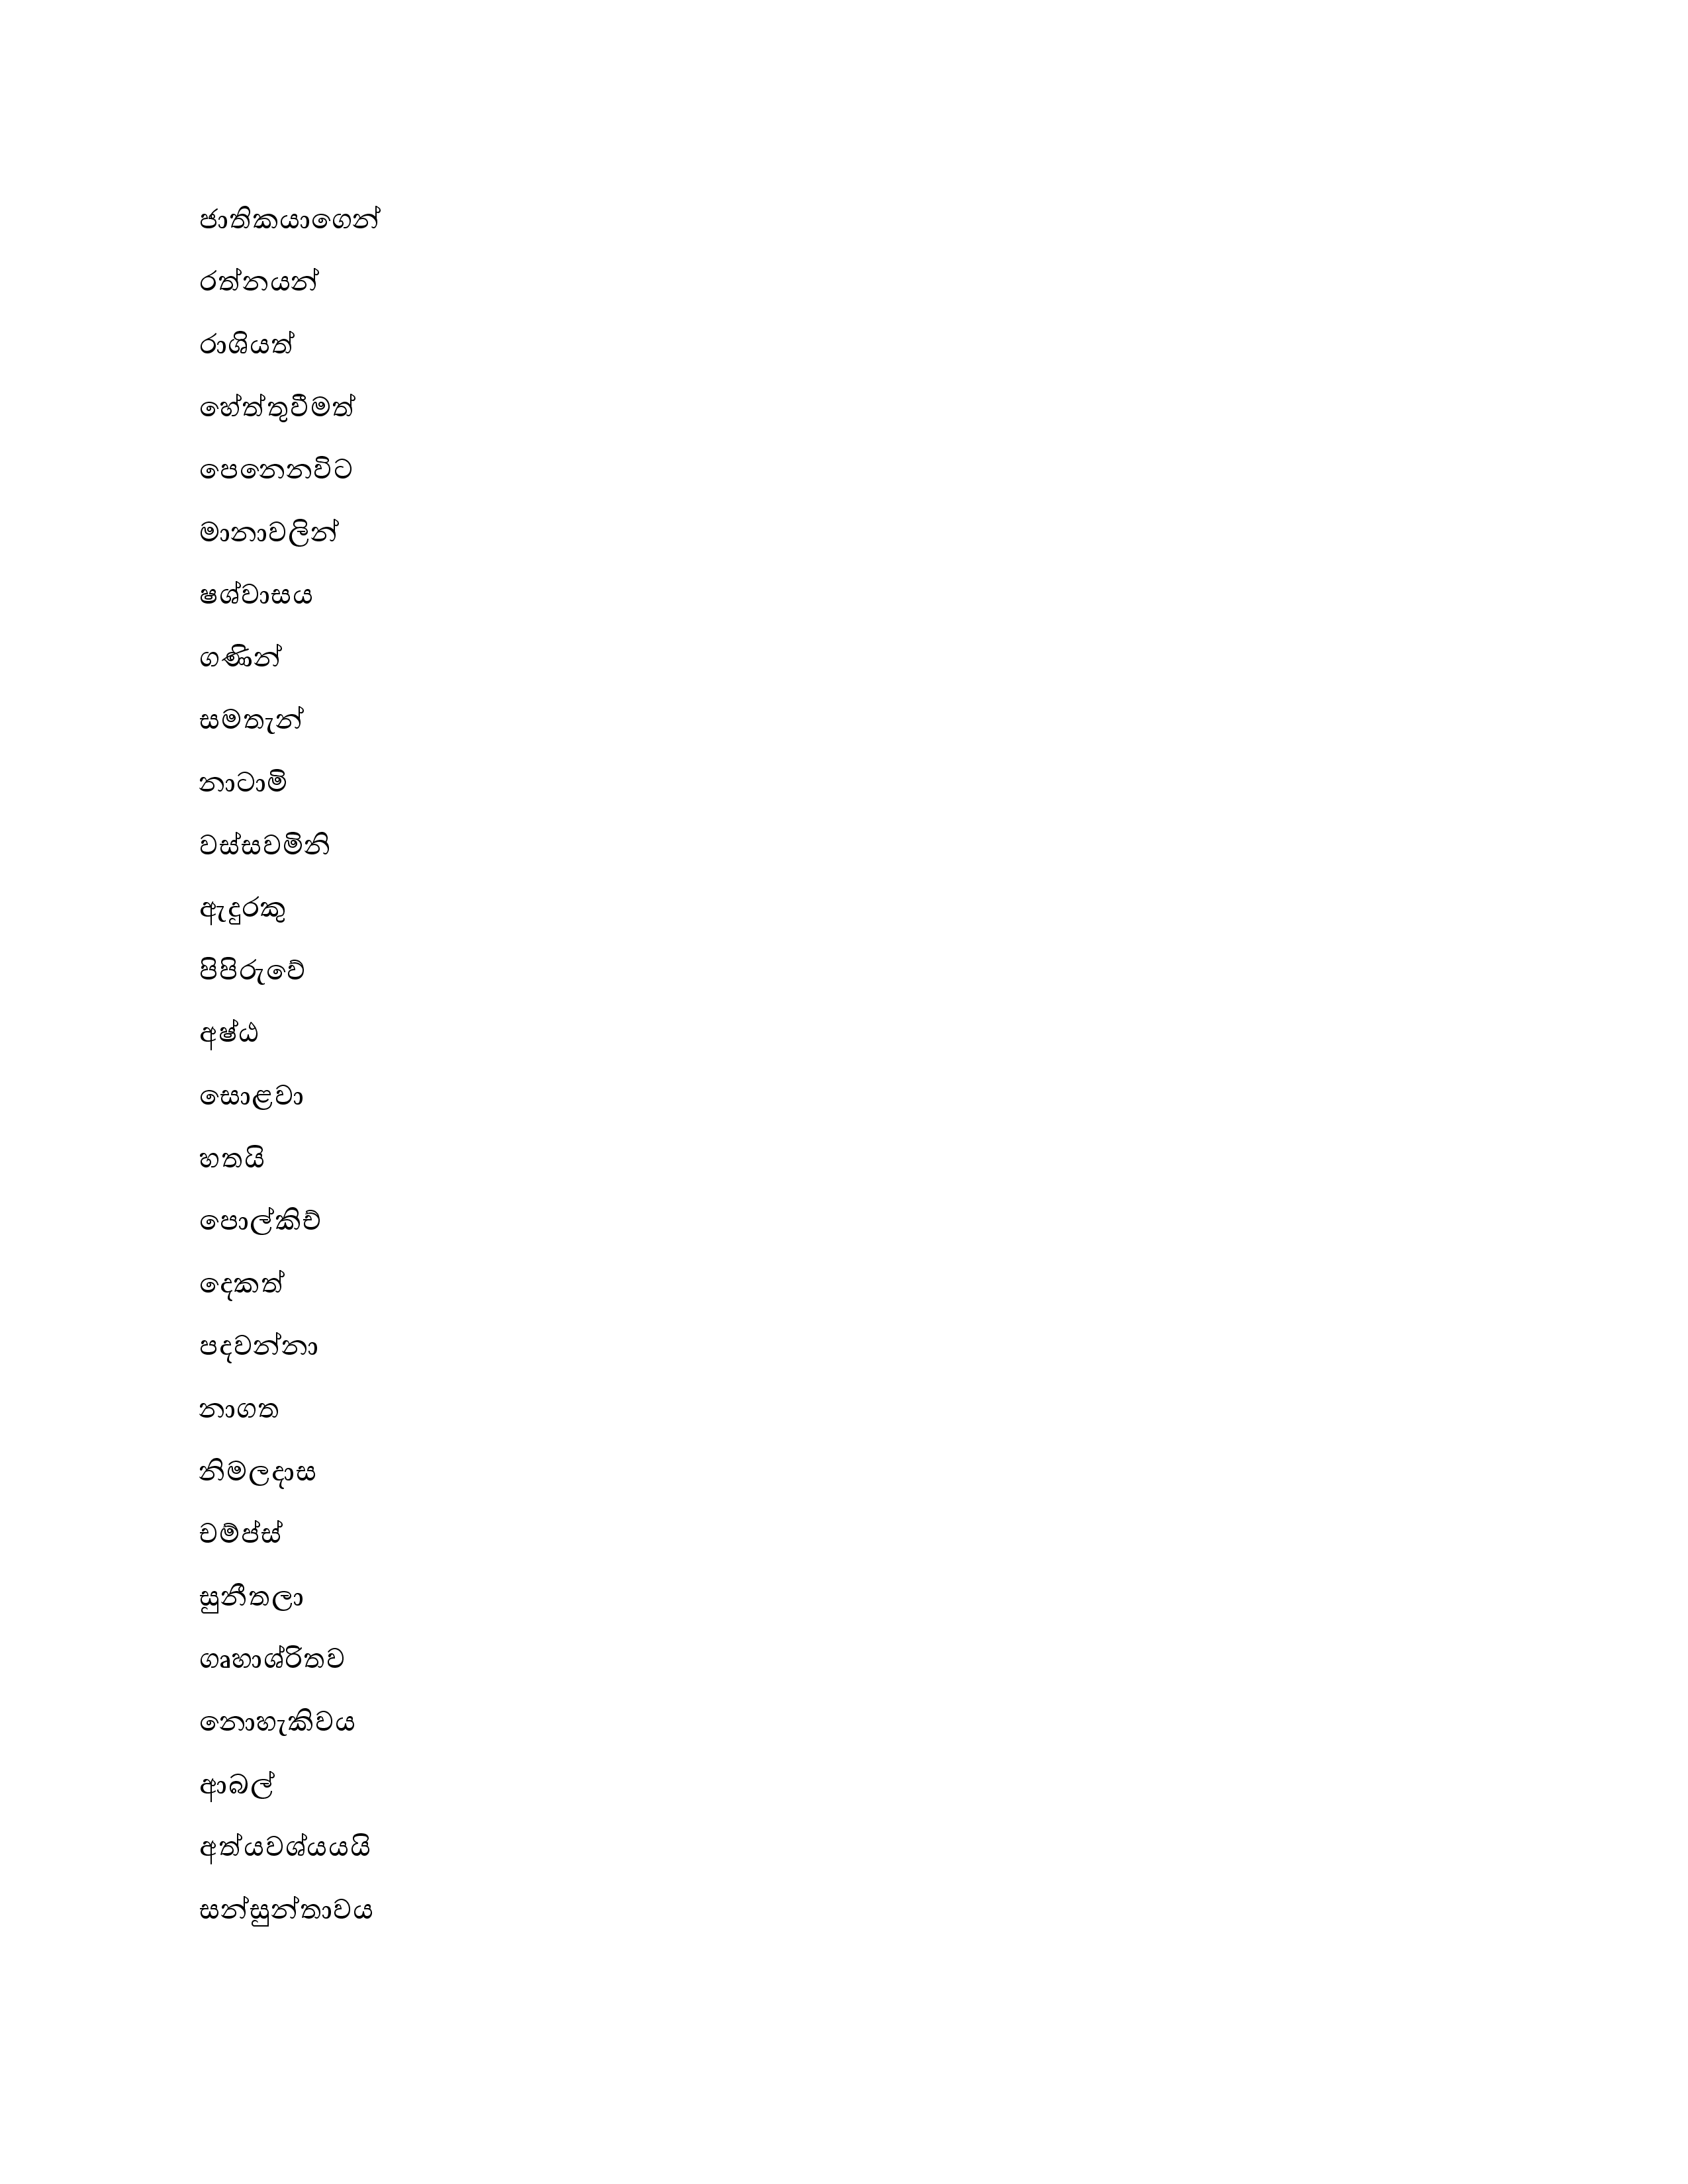 ජාතිකයාගෙන්
රත්නයන්
රාශියත්
හේත්තුවීමත්
පෙනෙනවිට
මානාවලින්
ෂශ්වාසය
ගණින්
සමතැන්
නාටාමි
වස්සවමිනි
ඇදුරකු
පිපිරුවේ
අෂ්ඨ
සොළවා
හතයි
පොල්කිච්
දෙකත්
පදවන්නා
නාගත
නිමලදාස
චම්ප්ස්
සුනීතලා
ගෘහාශ්රිතව
නොහැකිවය
ආබල්
අත්යවශ්යයයි
සන්සුන්තාවය